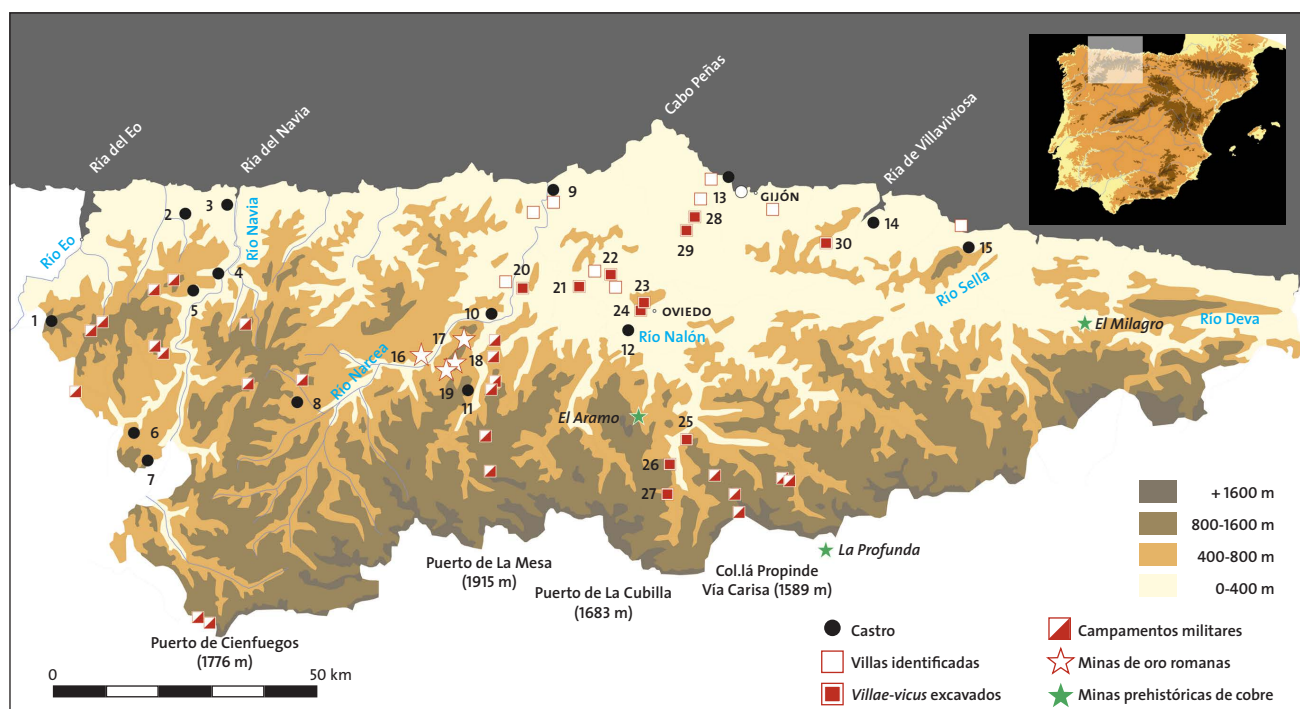 Ría del Eo
Ría del Navia
Cabo Peñas
Ría de Villaviviosa
Río Eo
Río Navia
Río Narcea
Río Nalón
Río Sella
Río Deva
GIJÓN
OVIEDO
El Aramo
El Milagro
La Profunda
1
2
3
4
5
6
7
8
9
10
11
12
13
14
15
16
17
18
19
20
21
22
23
24
25
26
27
28
29
30
Puerto de La Mesa
(1915 m)
Puerto de La Cubilla
(1683 m)
Col.lá Propinde
Vía Carisa (1589 m)
Puerto de Cienfuegos
(1776 m)
0 50 km
+ 1600 m
800-1600 m
400-800 m
0-400 m
Castro
Villas identificadas
Villae-vicus excavados
Campamentos militares
Minas de oro romanas
Minas prehistóricas de cobre